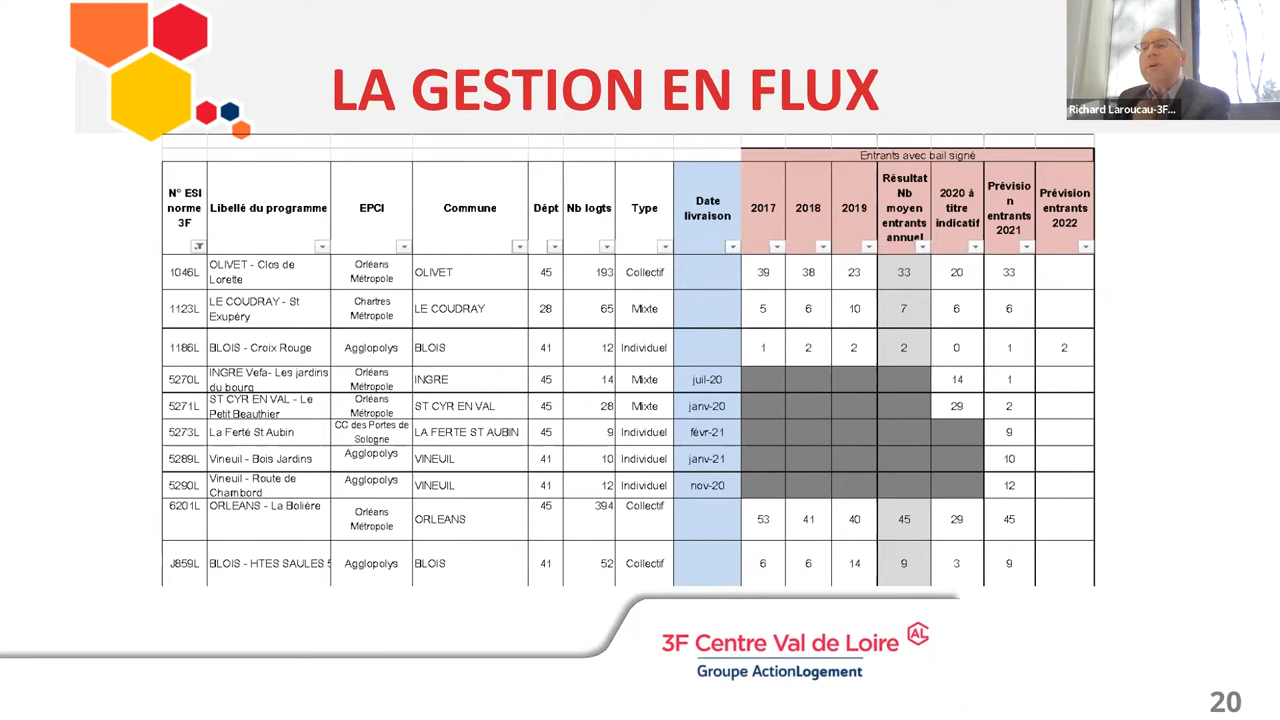 LA GESTION EN FLUX
Richard Laroucau-3F...
Entrants avec bail signé
N° ESI norme 3F Libellé du programme EPCI Commune Dépt Nb logts Type Date livraison 2017 2018 2019 Résultat Nb moyen entrants annuel 2020 à titre indicatif Prévisio n entrants 2021 Prévision entrants 2022
1046L OLIVET - Clos de Lorette Orléans Métropole OLIVET 45 193 Collectif 39 38 23 33 20 33
1123L LE COUDRAY - St Exupéry Chartres Métropole LE COUDRAY 28 65 Mixte 5 6 10 7 6 6
1186L BLOIS - Croix Rouge Agglopolys BLOIS 41 12 Individuel 1 2 2 2 0 1 2
5270L INGRE Vefa- Les jardins du bourg Orléans Métropole INGRE 45 14 Mixte juil-20 14 1
5271L ST CYR EN VAL - Le Petit Beauthier Orléans Métropole ST CYR EN VAL 45 28 Mixte janv-20 29 2
5273L La Ferté St Aubin CC des Portes de Sologne LA FERTE ST AUBIN 45 9 Individuel févr-21 9
5289L Vineuil - Bois Jardins Agglopolys VINEUIL 41 10 Individuel janv-21 10
5290L Vineuil - Route de Chambord Agglopolys VINEUIL 41 12 Individuel nov-20 12
6201L ORLEANS - La Bolière Orléans Métropole ORLEANS 45 394 Collectif 53 41 40 45 29 45
J859L BLOIS - HTES SAULES Agglopolys BLOIS 41 52 Collectif 6 6 14 9 3 9
3F Centre Val de Loire AL
Groupe ActionLogement
20